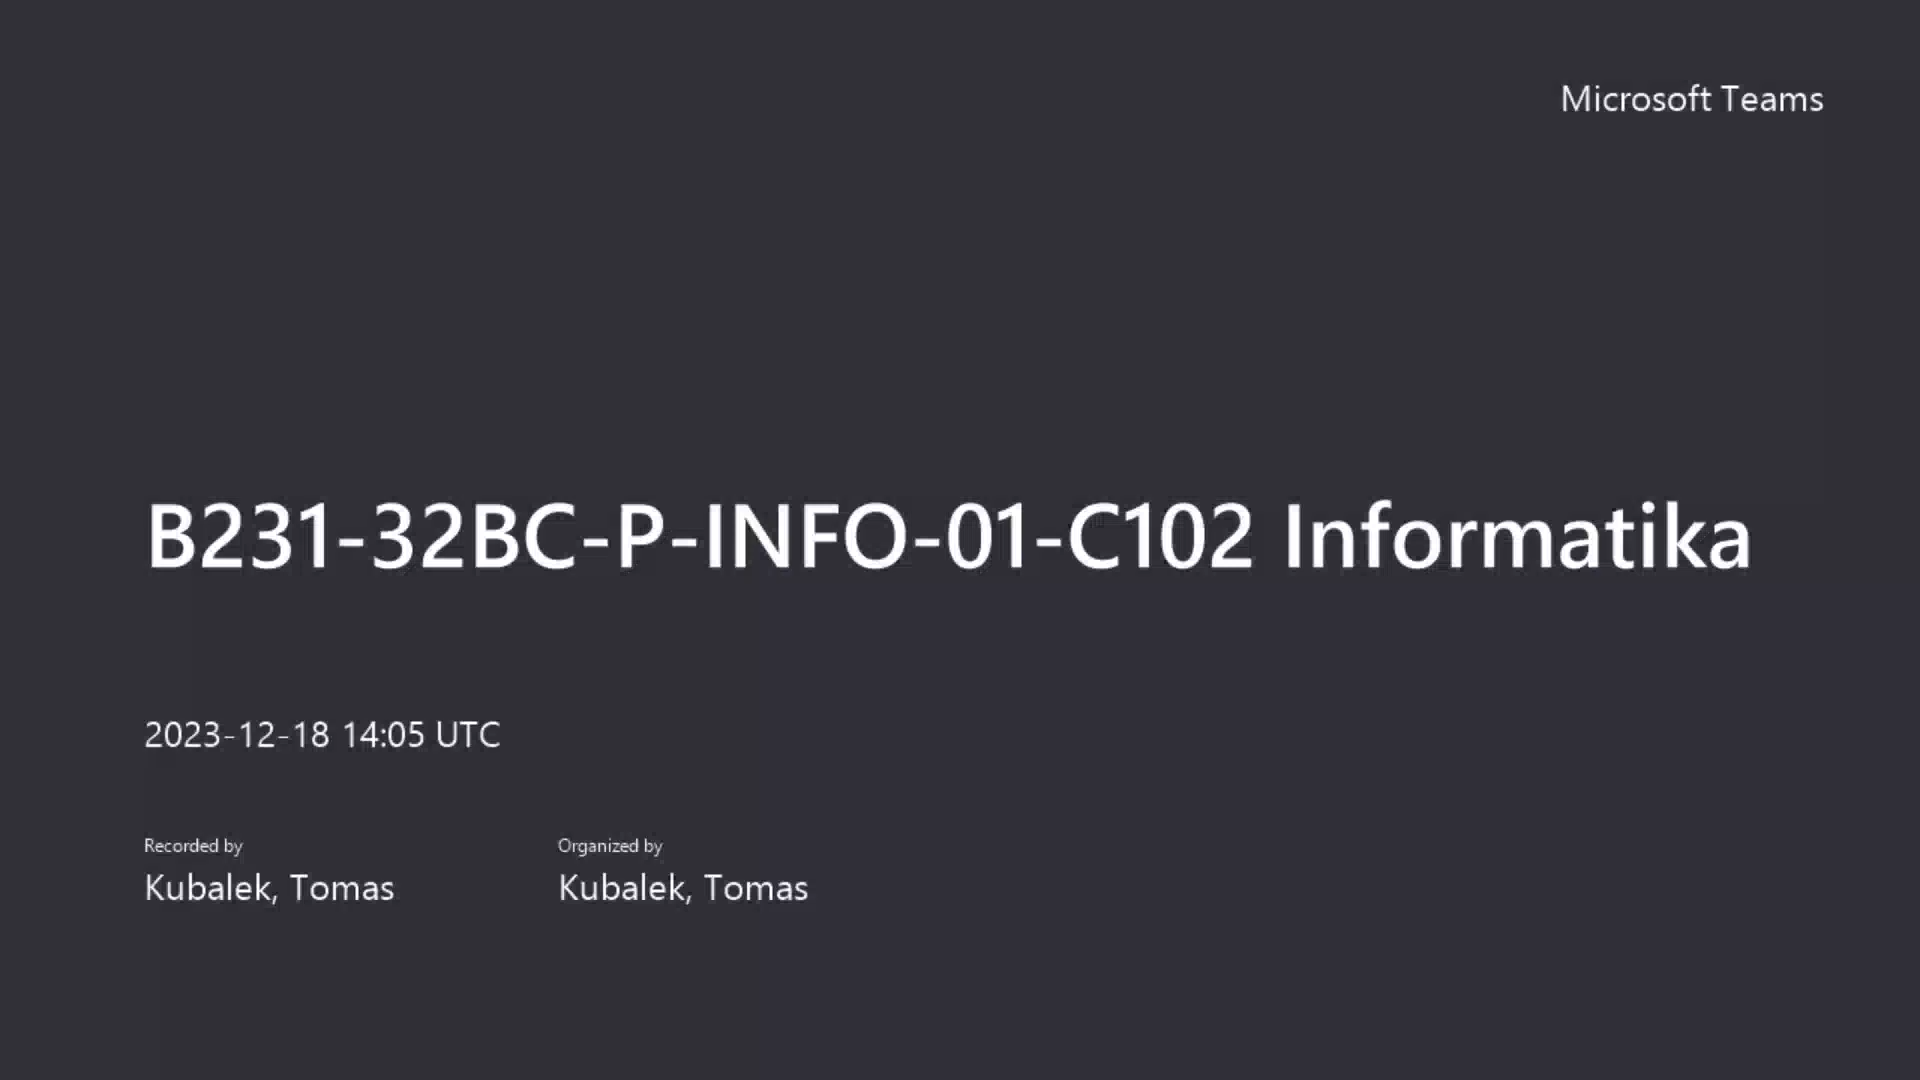 Microsoft Teams
B231-32BC-P-INFO-01-C102 Informatika
2023-12-18 14:05 UTC
Recorded by
Kubalek, Tomas
Organized by
Kubalek, Tomas